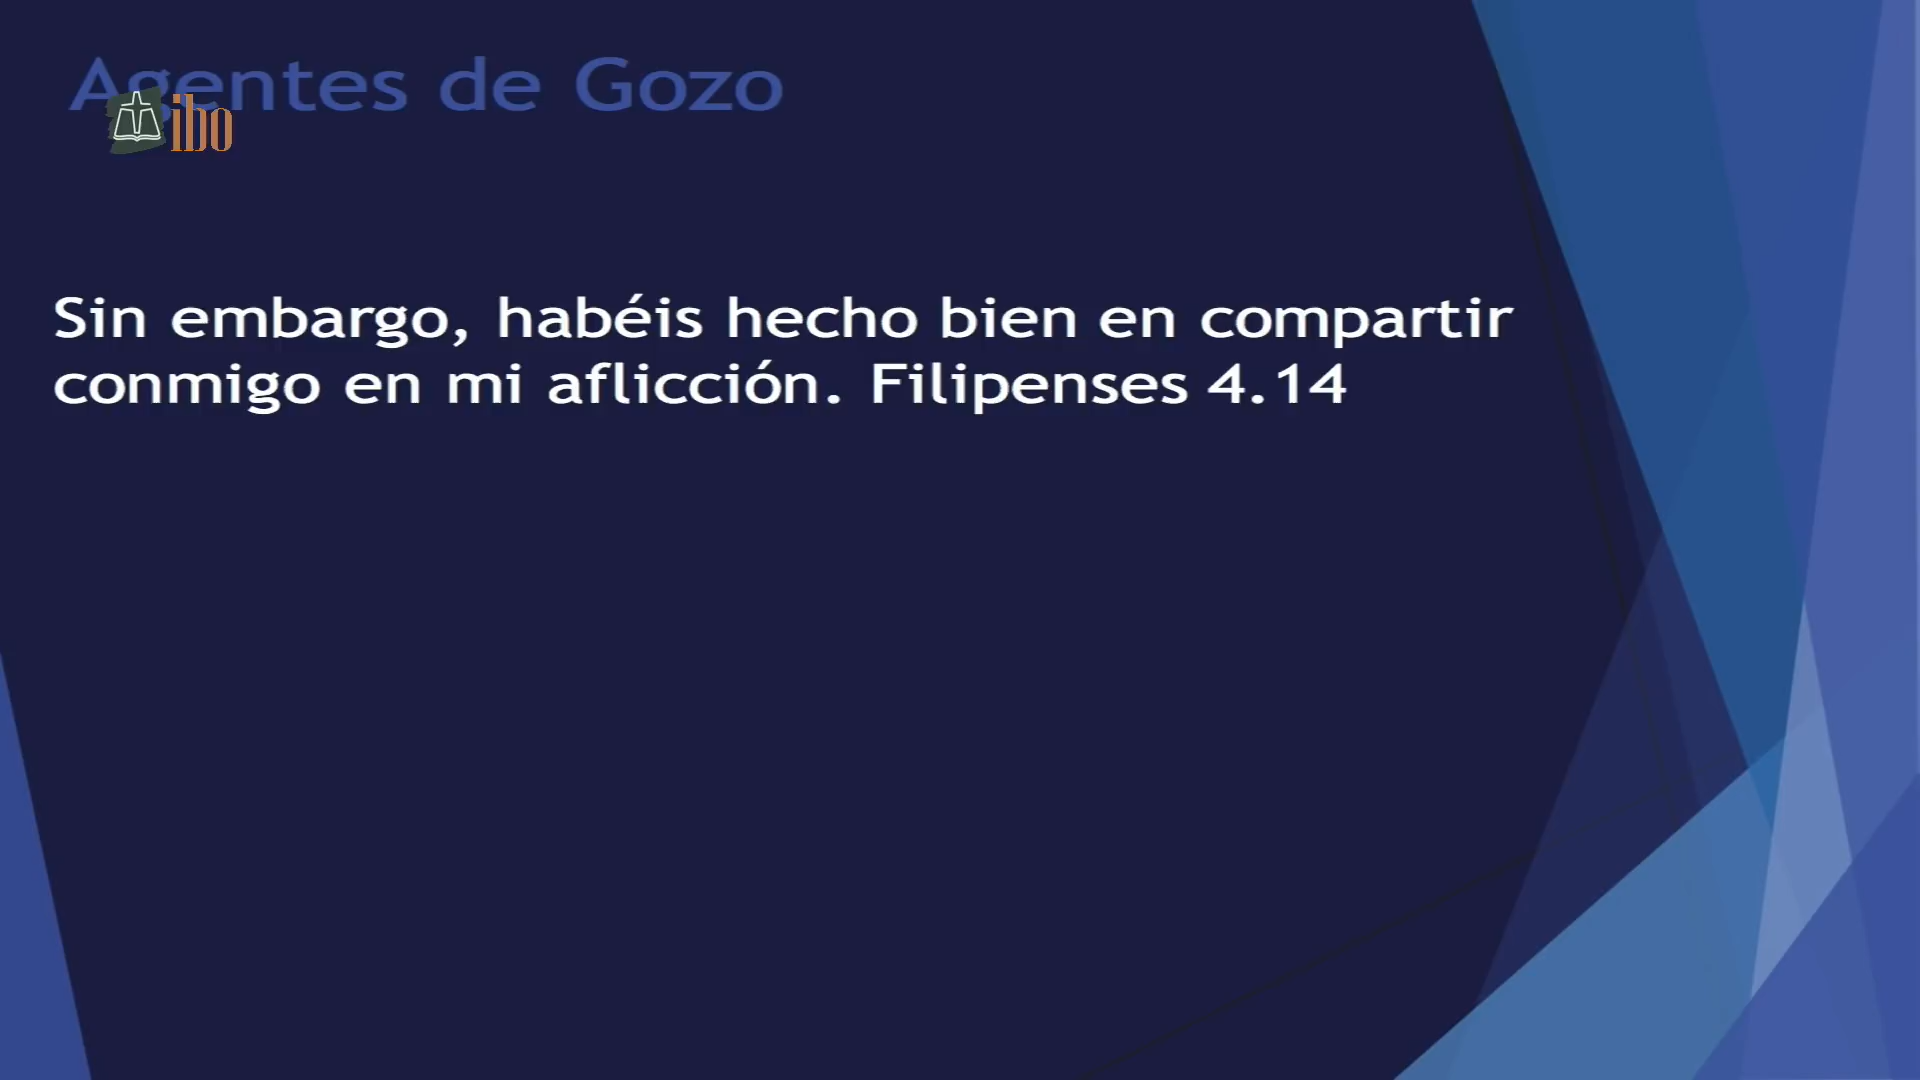 Agentes de Gozo
ibo
Sin embargo, habéis hecho bien en compartir
conmigo en mi aflicción. Filipenses 4.14